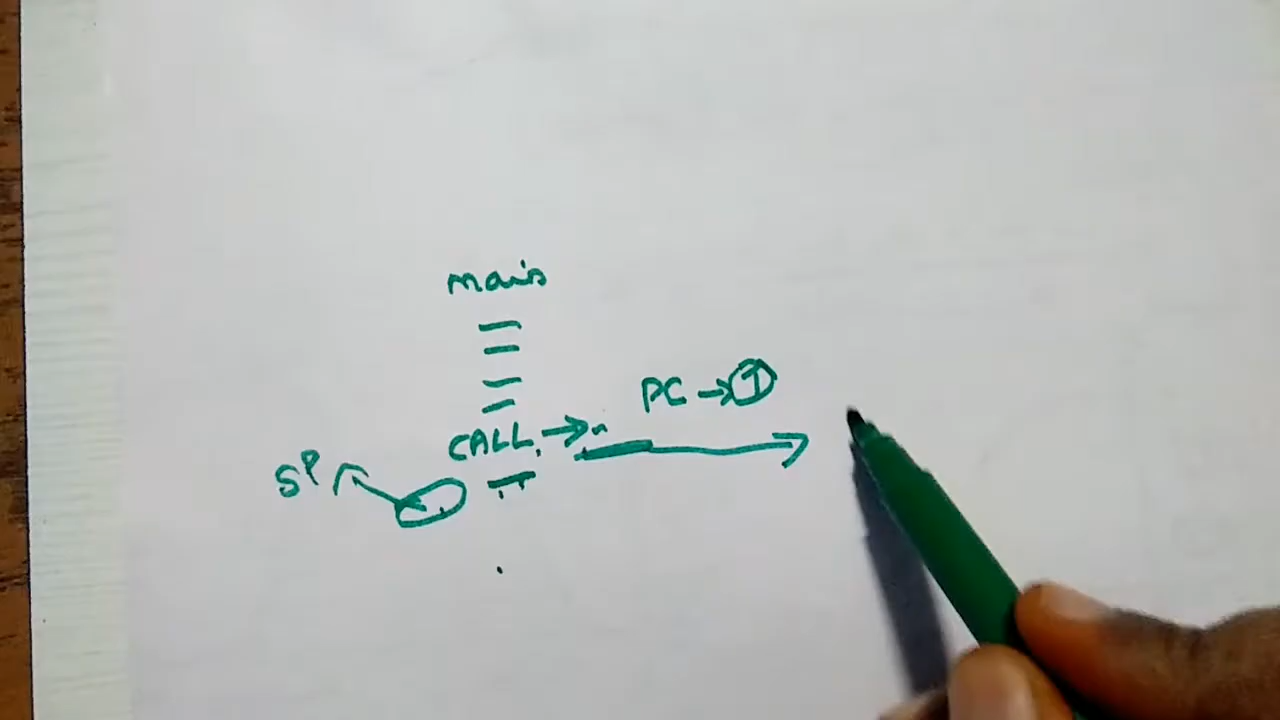 main
PC →
CALL →
SP